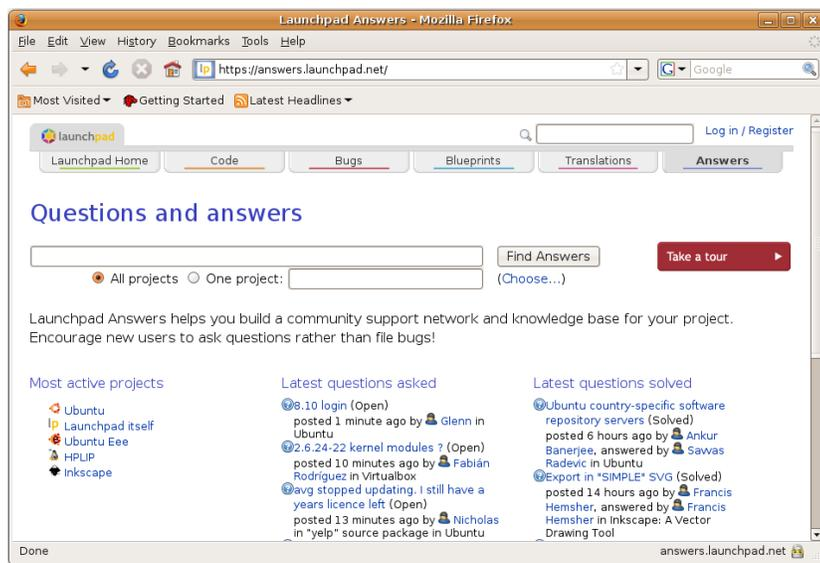 Launchpad Answers - Mozilla Firefox
File Edit View History Bookmarks Tools Help
lp https://answers.launchpad.net/
G Google
Most Visited Getting Started Latest Headlines
launchpad
Log in / Register
Launchpad Home Code Bugs Blueprints Translations Answers
Questions and answers
Find Answers
Take a tour
All projects One project: (Choose...)
Launchpad Answers helps you build a community support network and knowledge base for your project.
Encourage new users to ask questions rather than file bugs!
Most active projects
Ubuntu
lp Launchpad itself
Ubuntu Eee
HPLIP
Inkscape
Latest questions asked
8.10 login (Open)
posted 1 minute ago by Glenn in
Ubuntu
2.6.24-22 kernel modules ? (Open)
posted 10 minutes ago by Fabián
Rodríguez in Virtualbox
avg stopped updating. I still have a
years licence left (Open)
posted 13 minutes ago by Nicholas
in "yelp" source package in Ubuntu
Latest questions solved
Ubuntu country-specific software
repository servers (Solved)
posted 6 hours ago by Ankur
Banerjee, answered by Savvas
Radevic in Ubuntu
Export in "SIMPLE" SVG (Solved)
posted 14 hours ago by Francis
Hemsher, answered by Francis
Hemsher in Inkscape: A Vector
Drawing Tool
Done
answers.launchpad.net